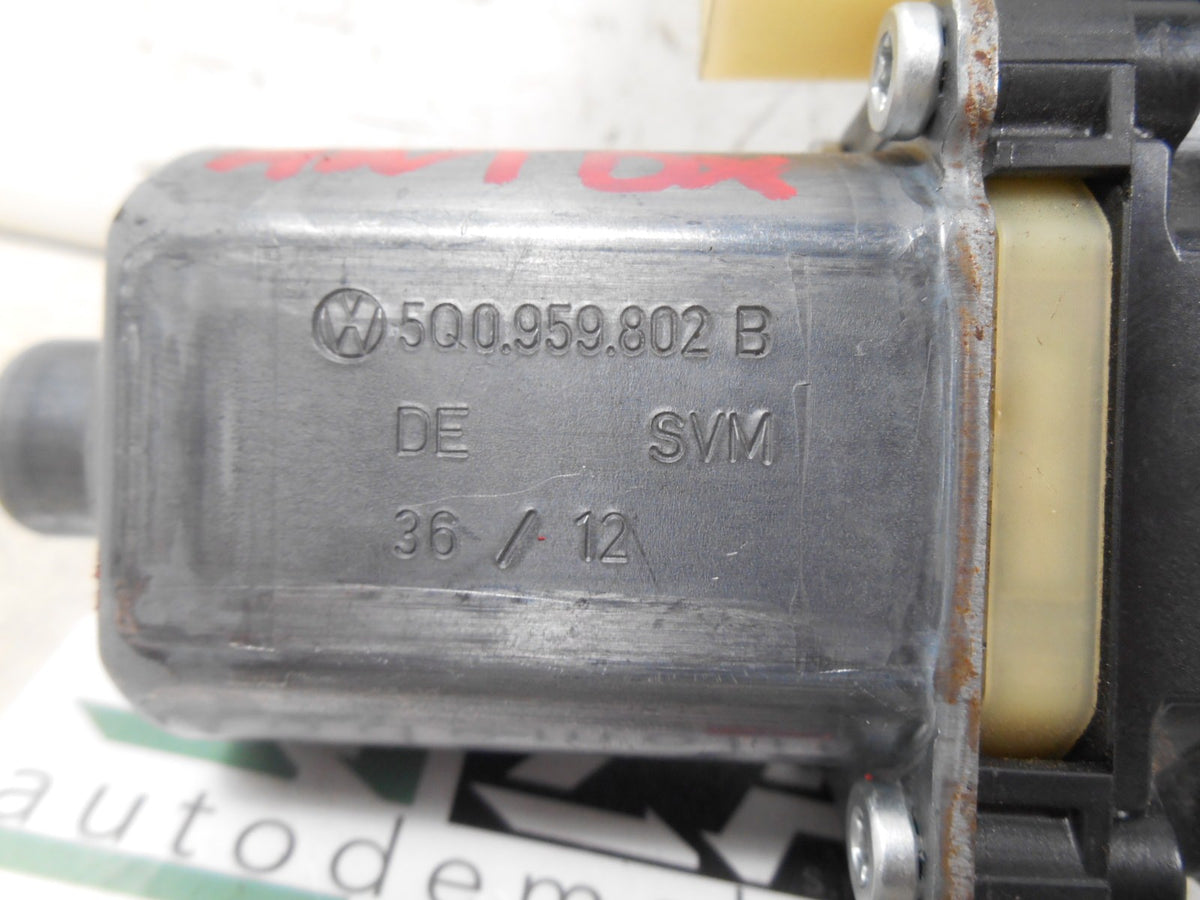 5Q0.959.802 B
DE SVM
36 / 12
autodem